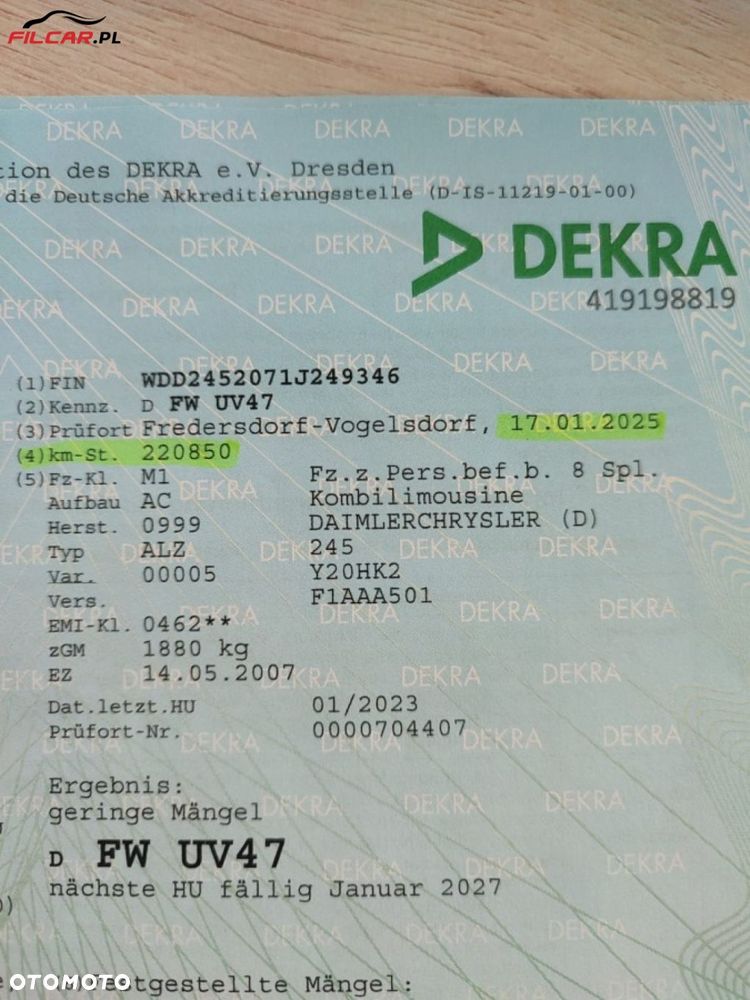 FILCAR.PL
tion des DEKRA e.V. Dresden
die Deutsche Akkreditierungsstelle (D-IS-11219-01-00)
DEKRA
419198819
(1) FIN WDD2452071J249346
(2) Kennz. D FW UV47
(3) Prüfort Fredersdorf-Vogelsdorf, 17.01.2025
(4) km-St. 220850
(5) Fz-Kl. M1 Fz.z.Pers.bef.b. 8 Spl.
Aufbau AC Kombilimousine
Herst. 0999 DAIMLERCHRYSLER (D)
Typ ALZ 245
Var. 00005 Y20HK2
Vers. F1AAA501
EMI-Kl. 0462**
zGM 1880 kg
EZ 14.05.2007
Dat.letzt.HU 01/2023
Prüfort-Nr. 0000704407
Ergebnis:
geringe Mängel
D FW UV47
nächste HU fällig Januar 2027
stgestellte Mängel:
OTOMOTO